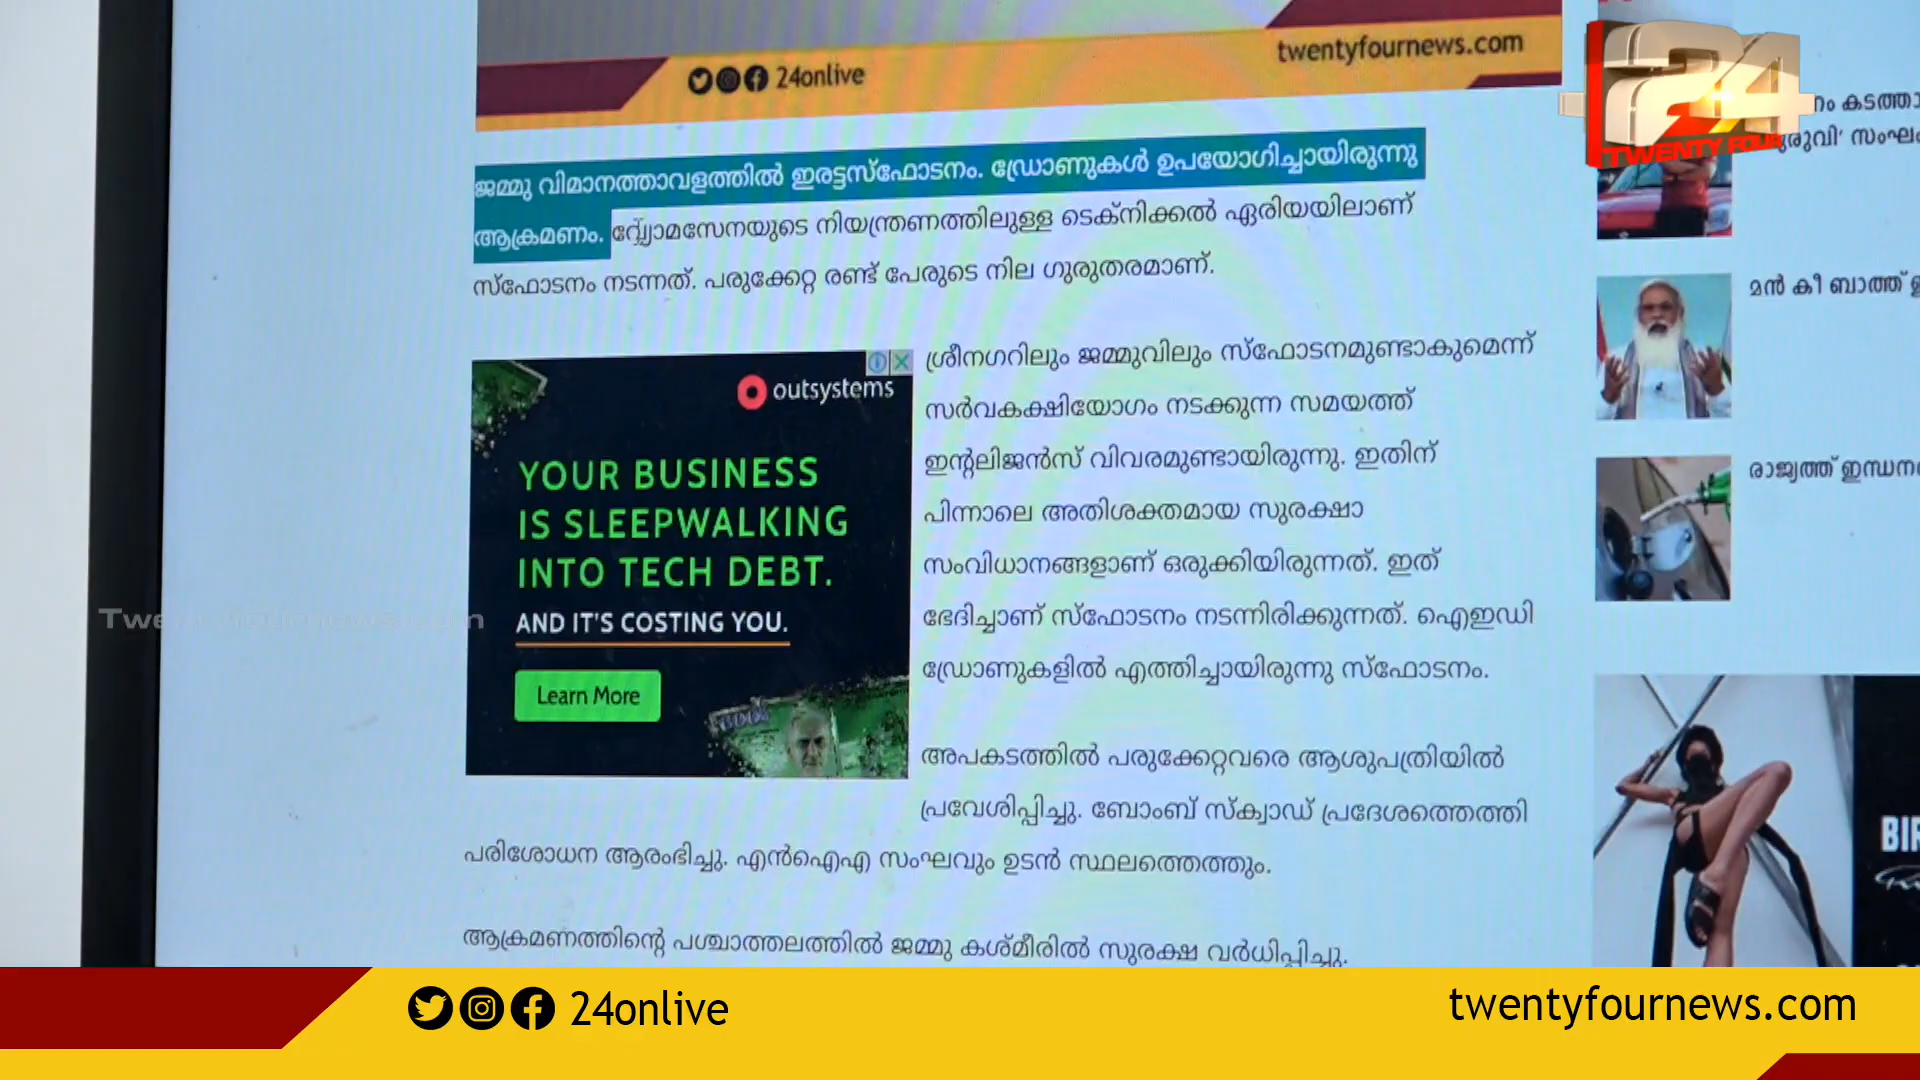 twentyfournews.com
24onlive
24
TWENTY FOUR
ജമ്മു വിമാനത്താവളത്തിൽ ഇരട്ടസ്ഫോടനം. ഡ്രോണുകൾ ഉപയോഗിച്ചായിരുന്നു
ആക്രമണം. വ്യോമസേനയുടെ നിയന്ത്രണത്തിലുള്ള ടെക്നിക്കൽ ഏരിയയിലാണ്
സ്ഫോടനം നടന്നത്. പരുക്കേറ്റ രണ്ട് പേരുടെ നില ഗുരുതരമാണ്.
outsystems
YOUR BUSINESS
IS SLEEPWALKING
INTO TECH DEBT.
AND IT'S COSTING YOU.
Learn More
ശ്രീനഗറിലും ജമ്മുവിലും സ്ഫോടനമുണ്ടാകുമെന്ന്
സർവകക്ഷിയോഗം നടക്കുന്ന സമയത്ത്
ഇന്റലിജൻസ് വിവരമുണ്ടായിരുന്നു. ഇതിന്
പിന്നാലെ അതിശക്തമായ സുരക്ഷാ
സംവിധാനങ്ങളാണ് ഒരുക്കിയിരുന്നത്. ഇത്
ഭേദിച്ചാണ് സ്ഫോടനം നടന്നിരിക്കുന്നത്. ഐഇഡി
ഡ്രോണുകളിൽ എത്തിച്ചായിരുന്നു സ്ഫോടനം.
അപകടത്തിൽ പരുക്കേറ്റവരെ ആശുപത്രിയിൽ
പ്രവേശിപ്പിച്ചു. ബോംബ് സ്ക്വാഡ് പ്രദേശത്തെത്തി
പരിശോധന ആരംഭിച്ചു. എൻഐഎ സംഘവും ഉടൻ സ്ഥലത്തെത്തും.
ആക്രമണത്തിന്റെ പശ്ചാത്തലത്തിൽ ജമ്മു കശ്മീരിൽ സുരക്ഷ വർധിപ്പിച്ചു.
സംഘം
മൻ കീ ബാത്ത്
രാജ്യത്ത് ഇന്ധന
BIR
24onlive
twentyfournews.com